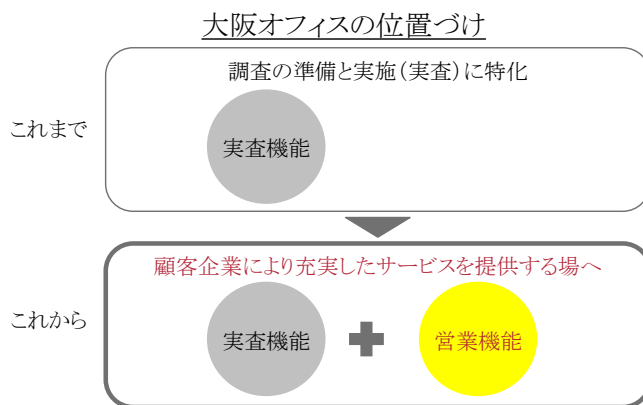 大阪オフィスの位置づけ
調査の準備と実施(実査)に特化
これまで
実査機能
顧客企業により充実したサービスを提供する場へ
これから
実査機能
営業機能